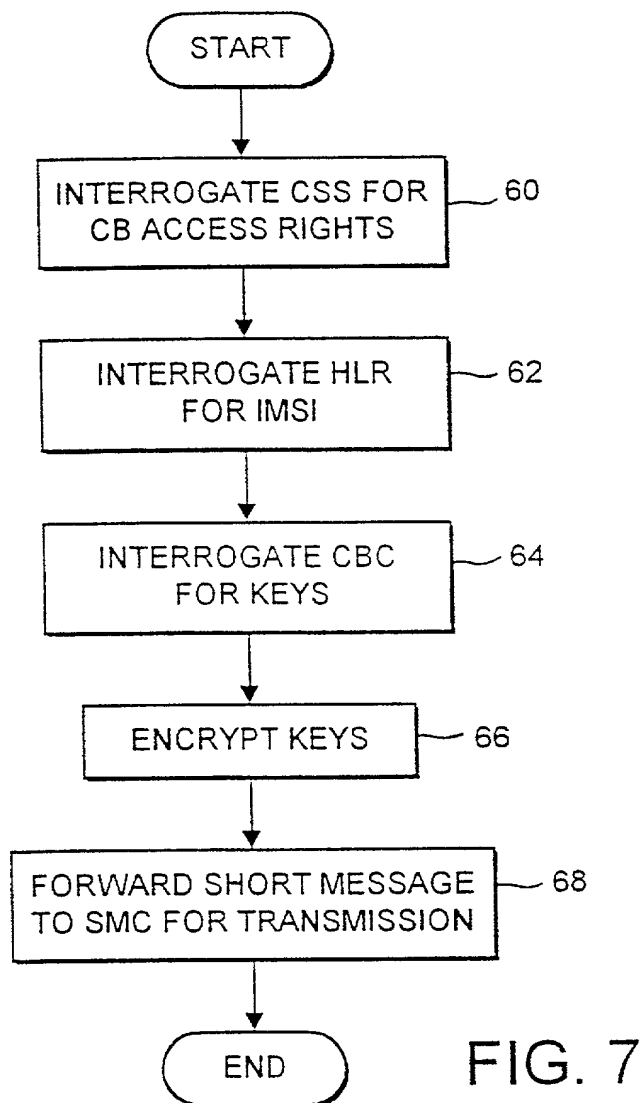 START
INTERROGATE CSS FOR
CB ACCESS RIGHTS
60
INTERROGATE HLR
FOR IMSI
62
INTERROGATE CBC
FOR KEYS
64
ENCRYPT KEYS
66
FORWARD SHORT MESSAGE
TO SMC FOR TRANSMISSION
68
END
FIG. 7